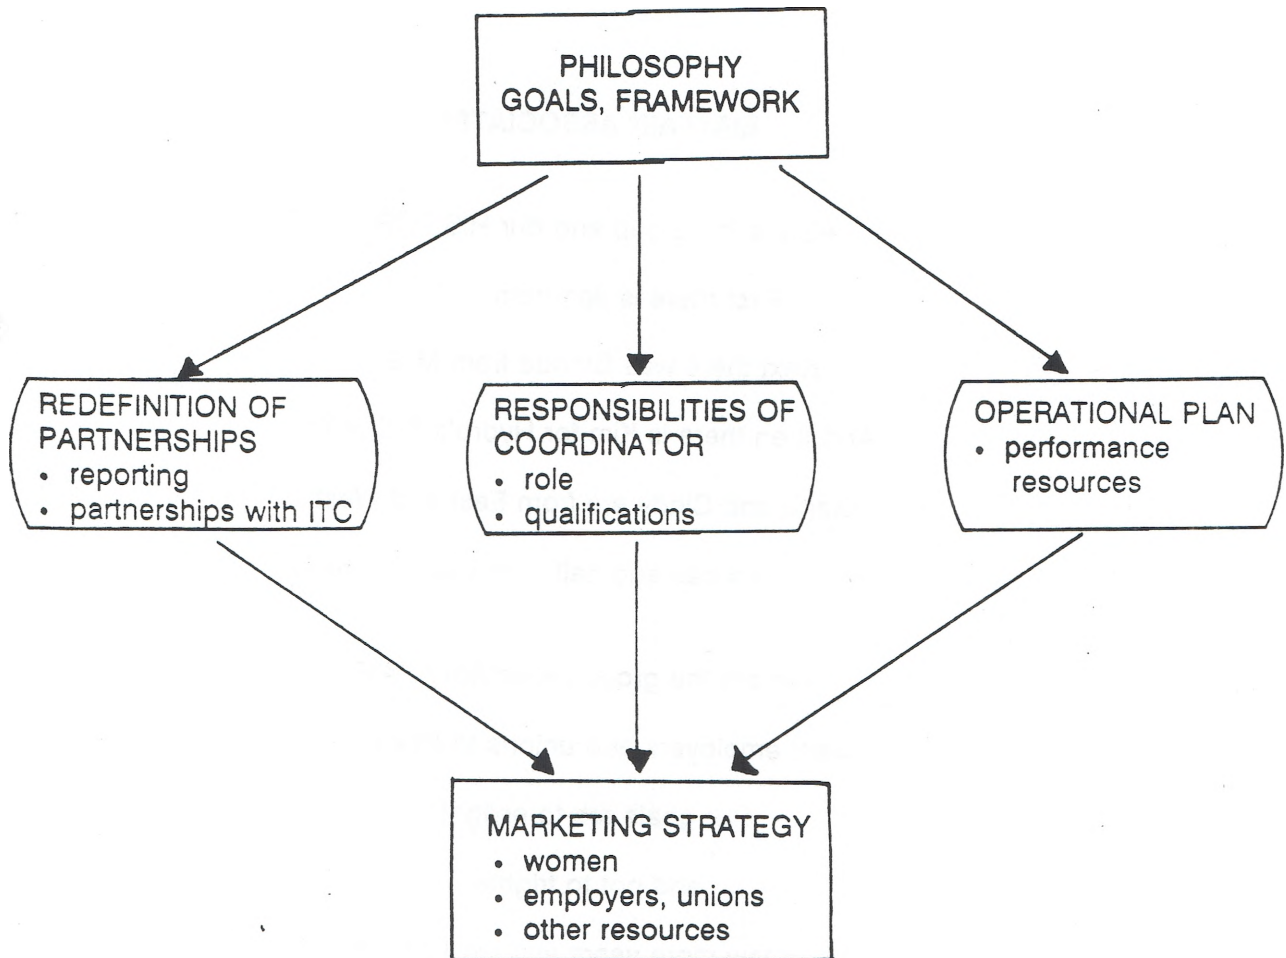 PHILOSOPHY
GOALS, FRAMEWORK
REDEFINITION OF
PARTNERSHIPS
• reporting
• partnerships with ITC
RESPONSIBILITIES OF
COORDINATOR
• role
• qualifications
OPERATIONAL PLAN
• performance
resources
MARKETING STRATEGY
• women
• employers, unions
• other resources